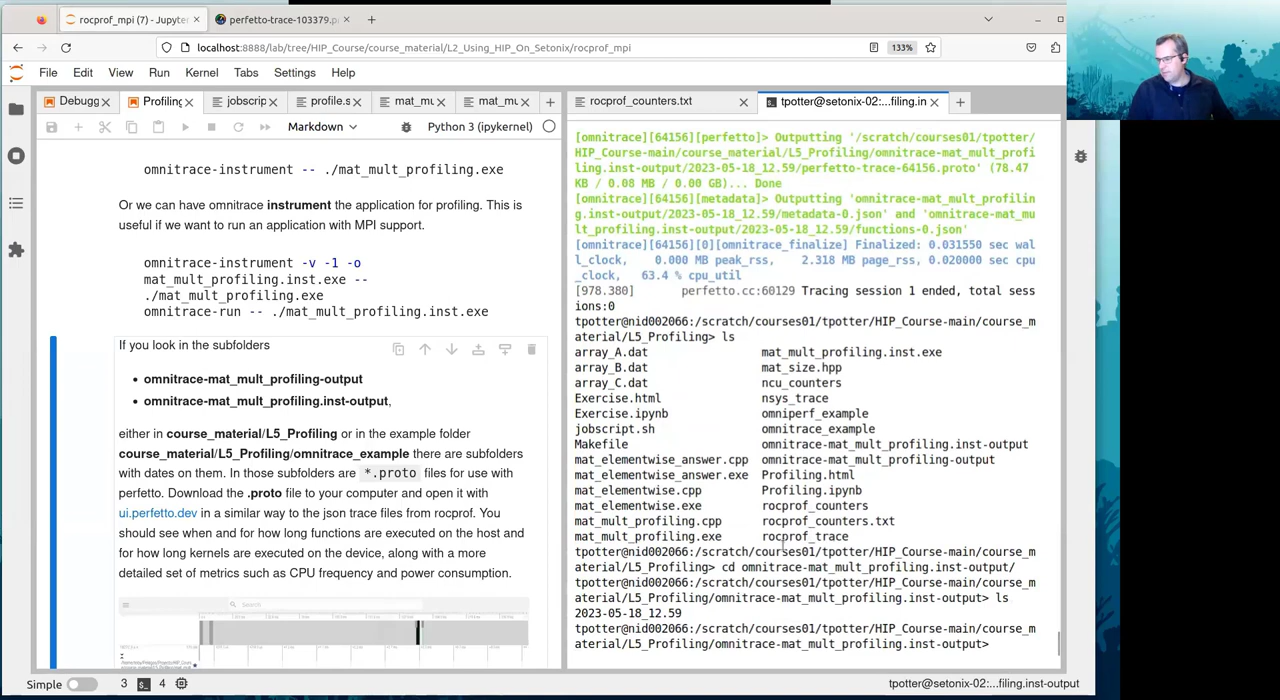 rocprof_mpi (7) - Jupyter
perfetto-trace-103379.p
localhost:8888/lab/tree/HIP_Course/course_material/L2_Using_HIP_On_Setonix/rocprof_mpi
133%
File Edit View Run Kernel Tabs Settings Help
Debugg
Profiling
jobscrip
profile.s
mat_mu
mat_mu
rocprof_counters.txt
tpotter@setonix-02:...filing.in
Markdown
Python 3 (ipykernel)
omnitrace-instrument -- ./mat_mult_profiling.exe
Or we can have omnitrace instrument the application for profiling. This is
useful if we want to run an application with MPI support.
omnitrace-instrument -v -1 -o
mat_mult_profiling.inst.exe --
./mat_mult_profiling.exe
omnitrace-run -- ./mat_mult_profiling.inst.exe
If you look in the subfolders
• omnitrace-mat_mult_profiling-output
• omnitrace-mat_mult_profiling.inst-output,
either in course_material/L5_Profiling or in the example folder
course_material/L5_Profiling/omnitrace_example there are subfolders
with dates on them. In those subfolders are *.proto files for use with
perfetto. Download the .proto file to your computer and open it with
ui.perfetto.dev in a similar way to the json trace files from rocprof. You
should see when and for how long functions are executed on the host and
for how long kernels are executed on the device, along with a more
detailed set of metrics such as CPU frequency and power consumption.
Search
[omnitrace][64156][perfetto]> Outputting '/scratch/courses01/tpotter/
HIP_Course-main/course_material/L5_Profiling/omnitrace-mat_mult_profi
ling.inst-output/2023-05-18_12.59/perfetto-trace-64156.proto' (78.47
KB / 0.08 MB / 0.00 GB)... Done
[omnitrace][64156][metadata]> Outputting 'omnitrace-mat_mult_profilin
g.inst-output/2023-05-18_12.59/metadata-0.json' and 'omnitrace-mat_mu
lt_profiling.inst-output/2023-05-18_12.59/functions-0.json'
[omnitrace][64156][0][omnitrace_finalize] Finalized: 0.031550 sec wal
l_clock, 0.000 MB peak_rss, 2.318 MB page_rss, 0.020000 sec cpu
_clock, 63.4 % cpu_util
[978.380] perfetto.cc:60129 Tracing session 1 ended, total sess
ions:0
tpotter@nid002066:/scratch/courses01/tpotter/HIP_Course-main/course_m
aterial/L5_Profiling> ls
array_A.dat mat_mult_profiling.inst.exe
array_B.dat mat_size.hpp
array_C.dat ncu_counters
Exercise.html nsys_trace
Exercise.ipynb omniperf_example
jobscript.sh omnitrace_example
Makefile omnitrace-mat_mult_profiling.inst-output
mat_elementwise_answer.cpp omnitrace-mat_mult_profiling-output
mat_elementwise_answer.exe Profiling.html
mat_elementwise.cpp Profiling.ipynb
mat_elementwise.exe rocprof_counters
mat_mult_profiling.cpp rocprof_counters.txt
mat_mult_profiling.exe rocprof_trace
tpotter@nid002066:/scratch/courses01/tpotter/HIP_Course-main/course_m
aterial/L5_Profiling> cd omnitrace-mat_mult_profiling.inst-output/
tpotter@nid002066:/scratch/courses01/tpotter/HIP_Course-main/course_m
aterial/L5_Profiling/omnitrace-mat_mult_profiling.inst-output> ls
2023-05-18_12.59
tpotter@nid002066:/scratch/courses01/tpotter/HIP_Course-main/course_m
aterial/L5_Profiling/omnitrace-mat_mult_profiling.inst-output>
Simple
3
4
tpotter@setonix-02:...filing.inst-output